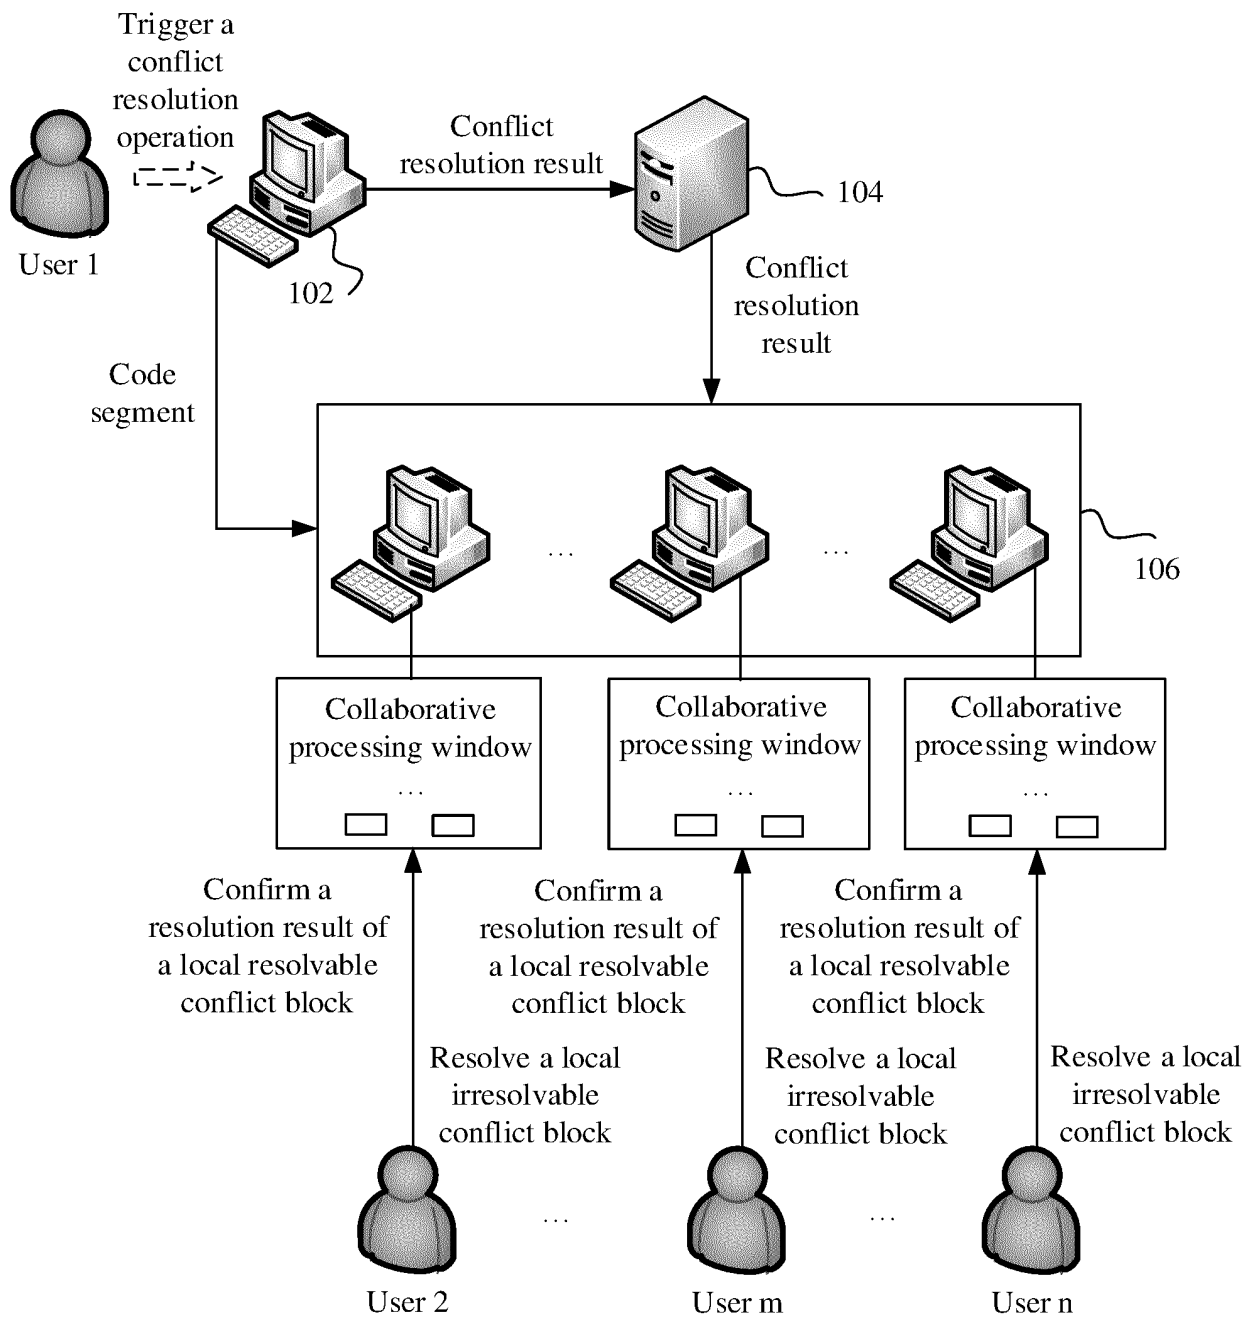 Trigger a
conflict
resolution
operation
User 1
102
Conflict
resolution result
104
Conflict
resolution
result
Code
segment
...
...
106
Collaborative
processing window
...
Collaborative
processing window
...
Collaborative
processing window
...
Confirm a
resolution result of
a local resolvable
conflict block
Confirm a
resolution result of
a local resolvable
conflict block
Confirm a
resolution result of
a local resolvable
conflict block
Resolve a local
irresolvable
conflict block
Resolve a local
irresolvable
conflict block
Resolve a local
irresolvable
conflict block
...
...
User 2
User m
User n